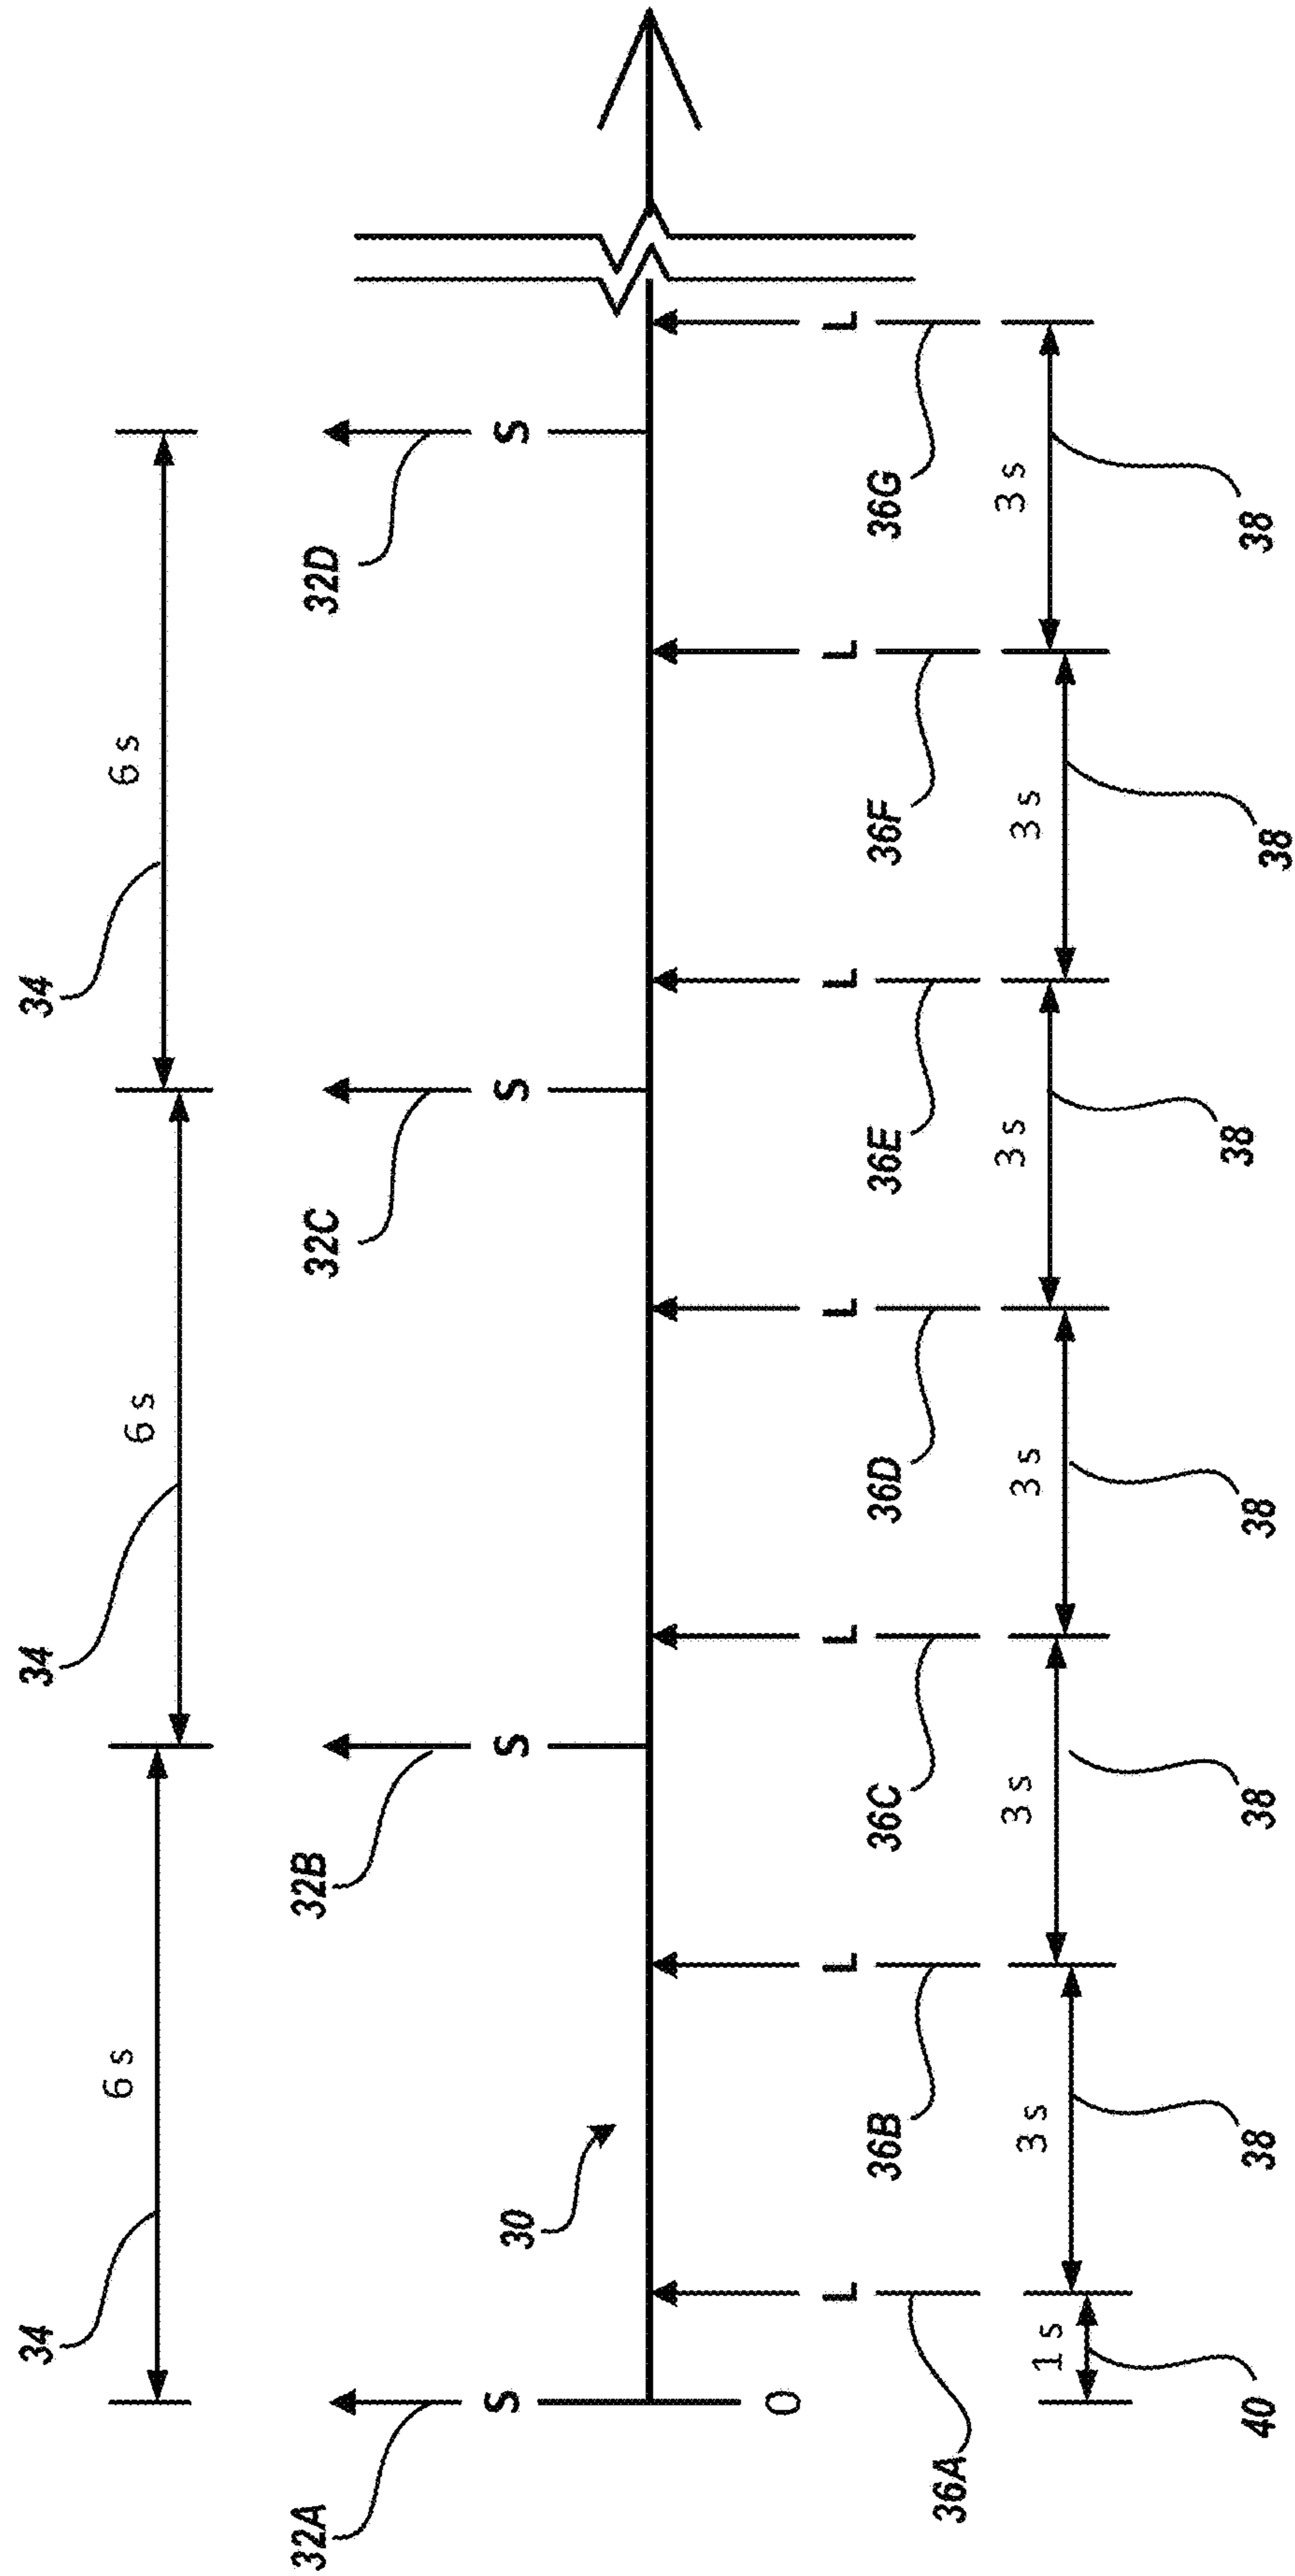 34 34 34
6 s 6 s 6 s
32A 32B 32C 32D
S S S S
30
O
L L L L L L L
36A 36B 36C 36D 36E 36F 36G
1 s 3 s 3 s 3 s 3 s 3 s 3 s
40 38 38 38 38 38 38